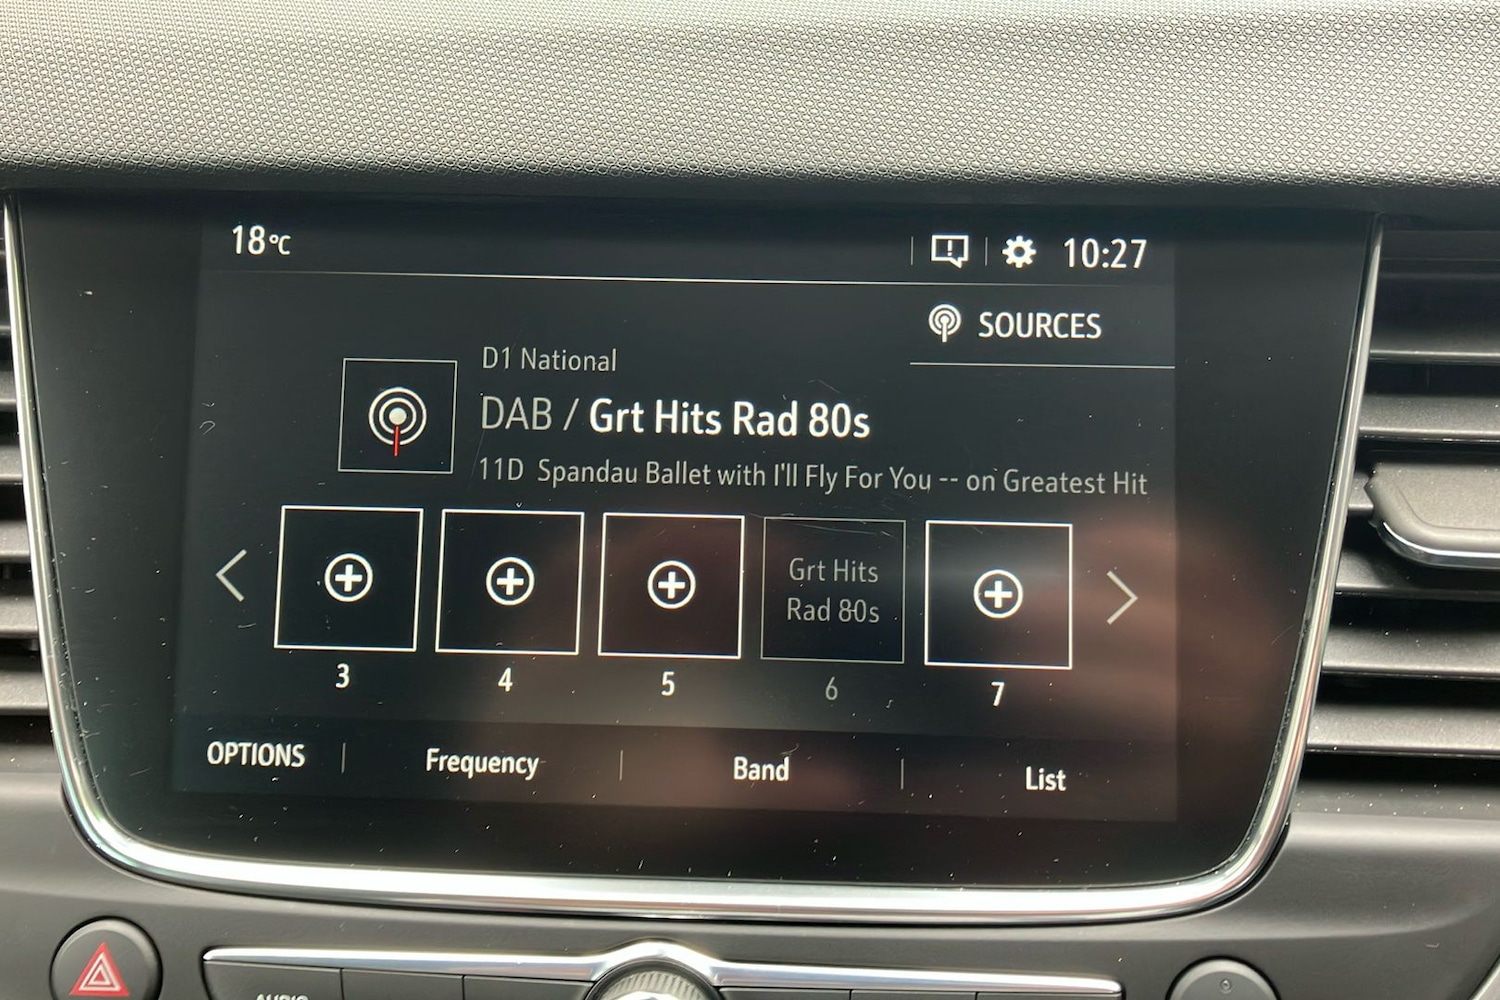 18°C
10:27
SOURCES
D1 National
DAB / Grt Hits Rad 80s
11D Spandau Ballet with I'll Fly For You -- on Greatest Hit
Grt Hits
Rad 80s
3
4
5
6
7
OPTIONS
Frequency
Band
List
AUDIO